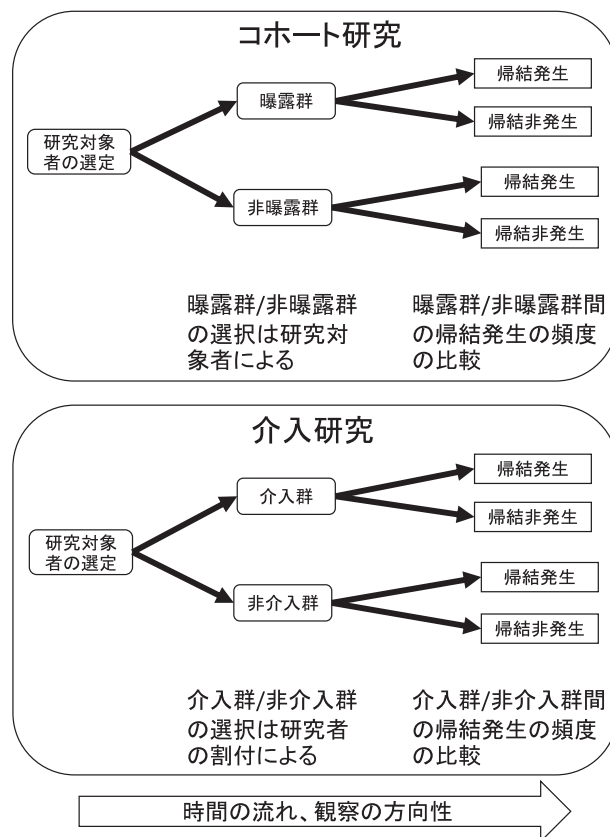 コホート研究
研究対象
者の選定
曝露群
非曝露群
帰結発生
帰結非発生
帰結発生
帰結非発生
曝露群/非曝露群
の選択は研究対
象者による
曝露群/非曝露群間
の帰結発生の頻度
の比較
介入研究
研究対象
者の選定
介入群
非介入群
帰結発生
帰結非発生
帰結発生
帰結非発生
介入群/非介入群
の選択は研究者
の割付による
介入群/非介入群間
の帰結発生の頻度
の比較
時間の流れ、観察の方向性